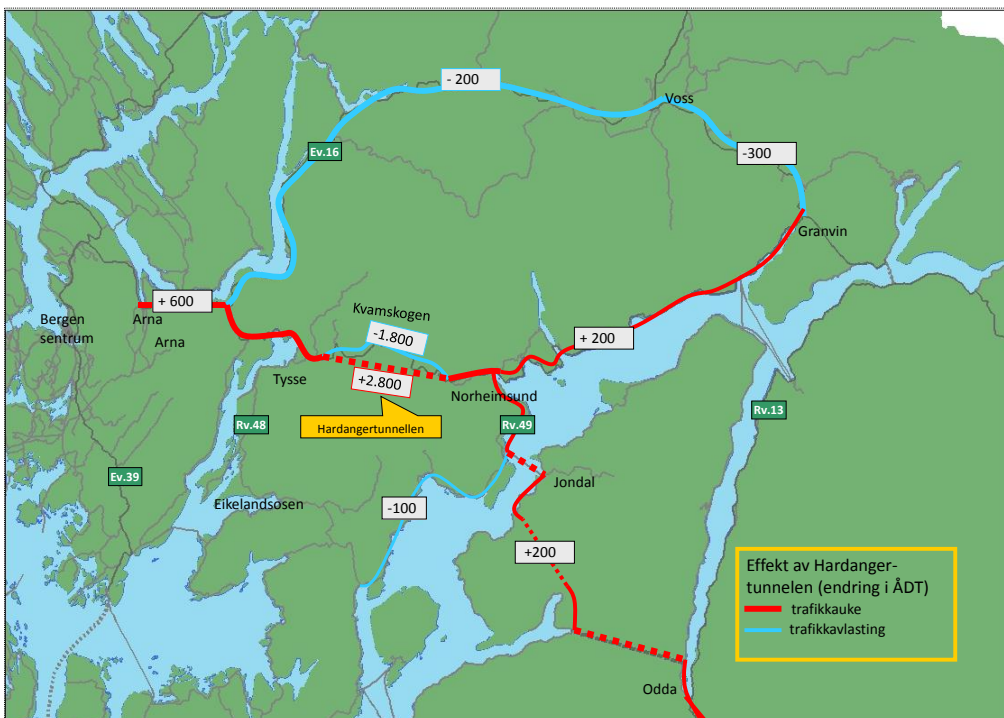 - 200
Voss
Ev.16
-300
Granvin
+ 600
Arna
Bergen
sentrum
Arna
Kvamskogen
-1.800
+ 200
Tysse
+2.800
Norheimsund
Hardangertunnellen
Rv.48
Rv.49
Rv.13
Ev.39
Jondal
Eikelandsosen
-100
+200
Effekt av Hardanger-
tunnelen (endring i ÅDT)
trafikkauke
trafikkavlasting
Odda